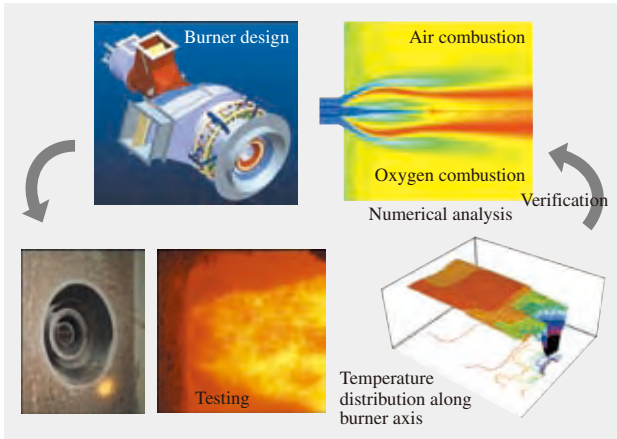 Burner design
Air combustion
Oxygen combustion
Numerical analysis
Verification
Testing
Temperature
distribution along
burner axis